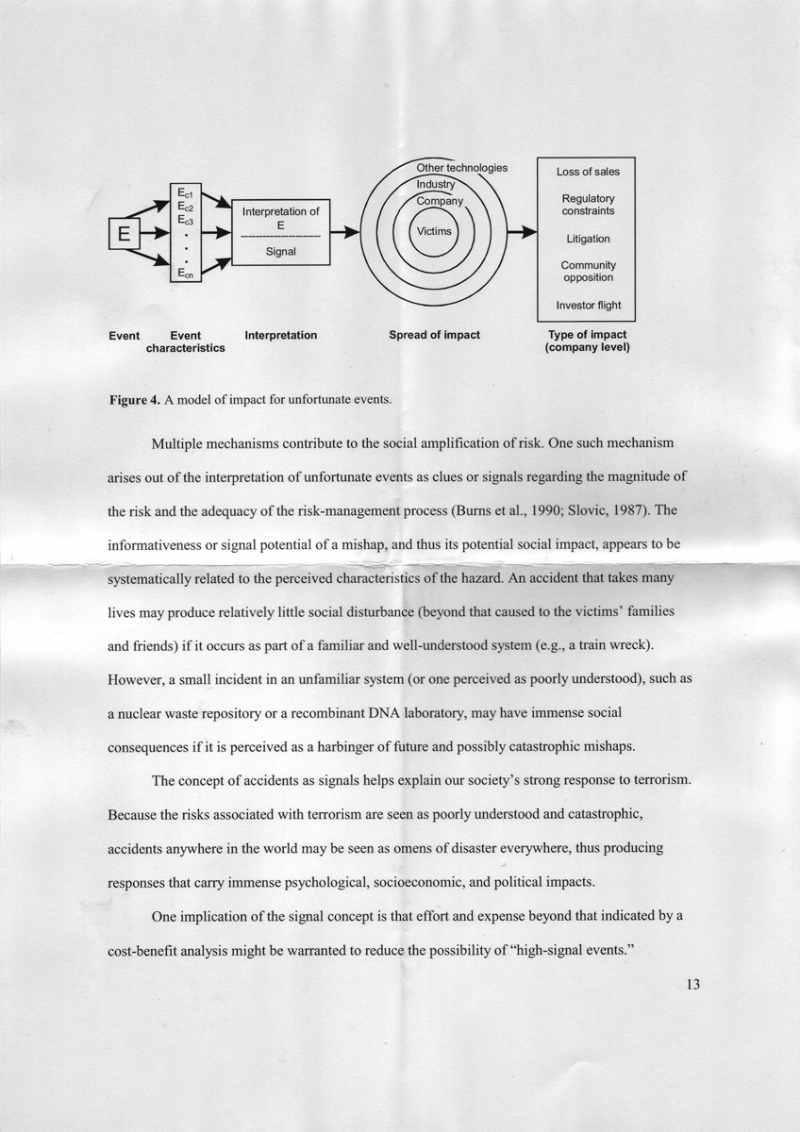 Other technologies
Industry
Company
Victims
E
Ec1
Ec2
Ec3
.
.
.
Ecn
Interpretation of
E
Signal
Loss of sales
Regulatory
constraints
Litigation
Community
opposition
Investor flight
Event
Event
characteristics
Interpretation
Spread of impact
Type of impact
(company level)
Figure 4. A model of impact for unfortunate events.
Multiple mechanisms contribute to the social amplification of risk. One such mechanism
arises out of the interpretation of unfortunate events as clues or signals regarding the magnitude of
the risk and the adequacy of the risk-management process (Burns et al., 1990; Slovic, 1987). The
informativeness or signal potential of a mishap, and thus its potential social impact, appears to be
systematically related to the perceived characteristics of the hazard. An accident that takes many
lives may produce relatively little social disturbance (beyond that caused to the victims’ families
and friends) if it occurs as part of a familiar and well-understood system (e.g., a train wreck).
However, a small incident in an unfamiliar system (or one perceived as poorly understood), such as
a nuclear waste repository or a recombinant DNA laboratory, may have immense social
consequences if it is perceived as a harbinger of future and possibly catastrophic mishaps.
The concept of accidents as signals helps explain our society’s strong response to terrorism.
Because the risks associated with terrorism are seen as poorly understood and catastrophic,
accidents anywhere in the world may be seen as omens of disaster everywhere, thus producing
responses that carry immense psychological, socioeconomic, and political impacts.
One implication of the signal concept is that effort and expense beyond that indicated by a
cost-benefit analysis might be warranted to reduce the possibility of “high-signal events.”
13